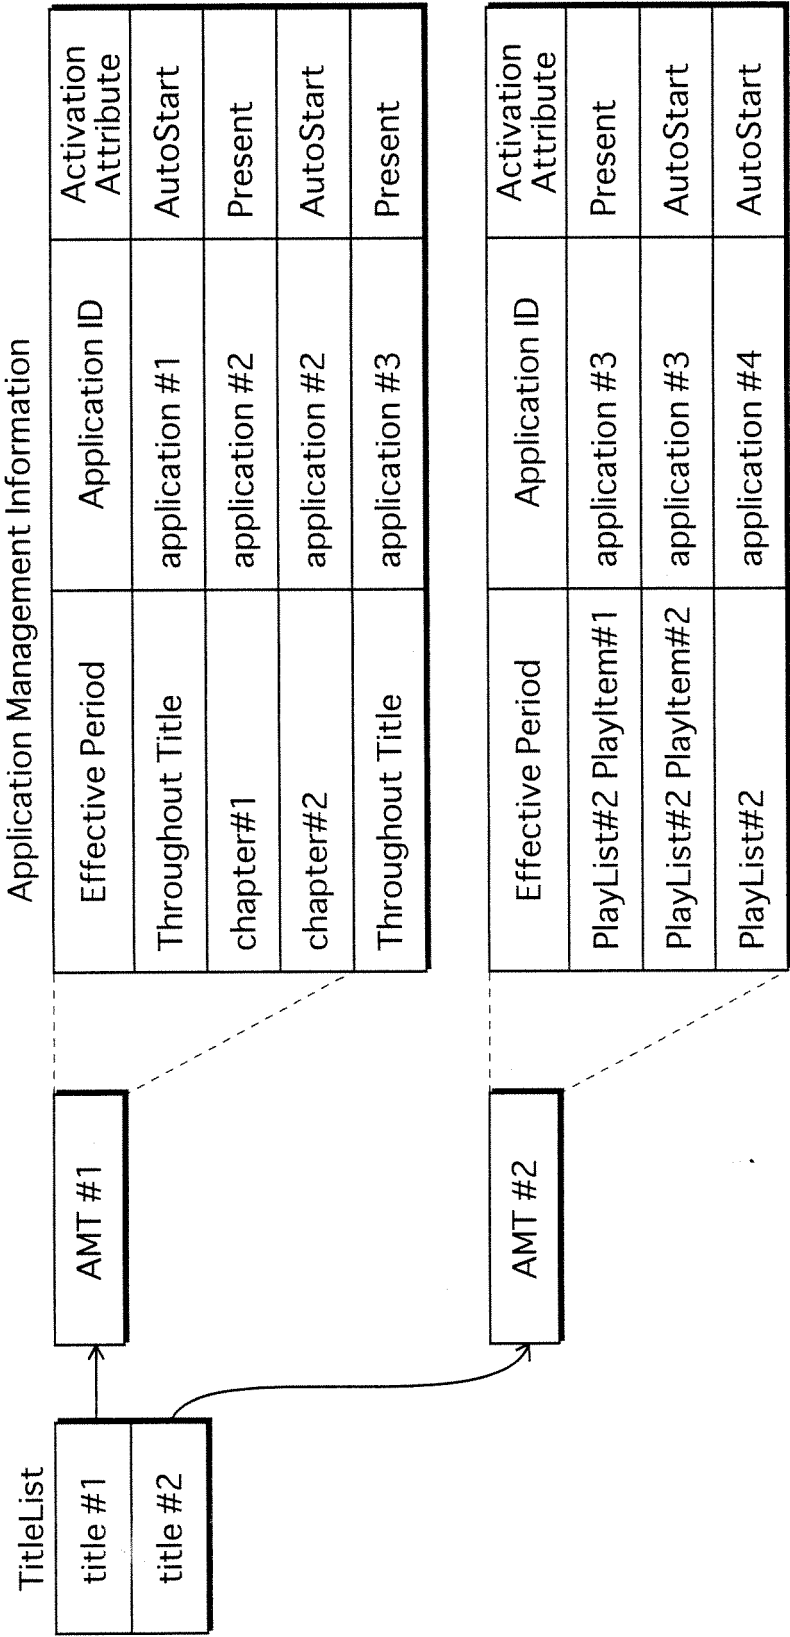 TitleList
title #1
title #2
AMT #1
AMT #2
Application Management Information
Effective Period
Application ID
Activation
Attribute
Throughout Title
application #1
AutoStart
chapter#1
application #2
Present
chapter#2
application #2
AutoStart
Throughout Title
application #3
Present
Effective Period
Application ID
Activation
Attribute
PlayList#2 PlayItem#1
application #3
Present
PlayList#2 PlayItem#2
application #3
AutoStart
PlayList#2
application #4
AutoStart